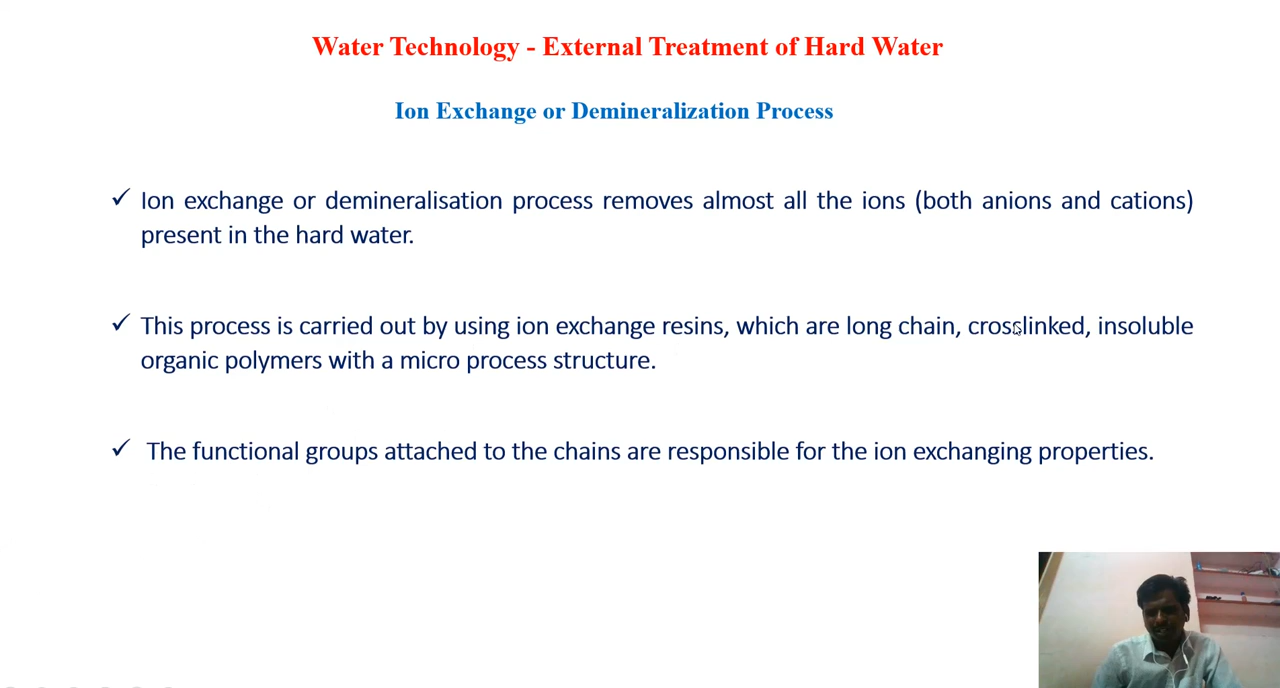 Water Technology - External Treatment of Hard Water
Ion Exchange or Demineralization Process
✓ Ion exchange or demineralisation process removes almost all the ions (both anions and cations)
present in the hard water.
✓ This process is carried out by using ion exchange resins, which are long chain, crosslinked, insoluble
organic polymers with a micro process structure.
✓ The functional groups attached to the chains are responsible for the ion exchanging properties.